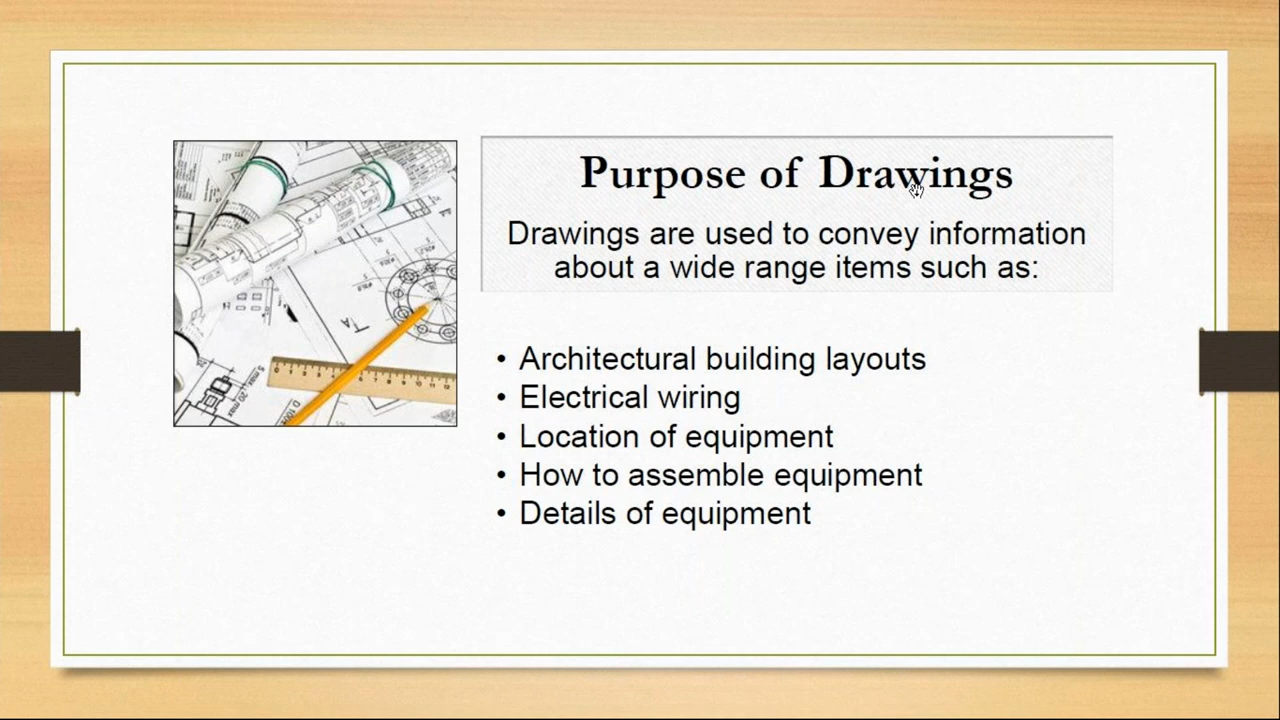 Purpose of Drawings
Drawings are used to convey information
about a wide range items such as:
• Architectural building layouts
• Electrical wiring
• Location of equipment
• How to assemble equipment
• Details of equipment